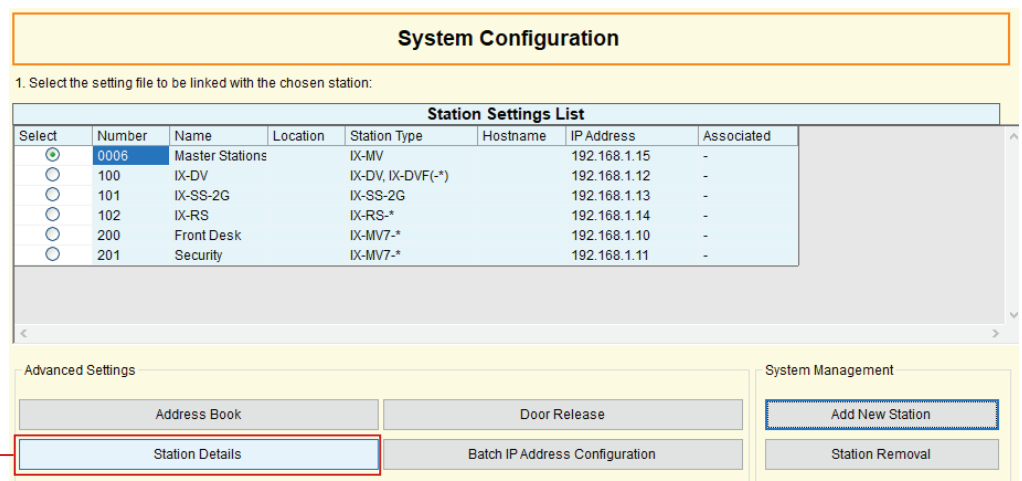 System Configuration
1. Select the setting file to be linked with the chosen station:
Station Settings List
Select Number Name Location Station Type Hostname IP Address Associated
0006 Master Stations IX-MV 192.168.1.15 -
100 IX-DV IX-DV, IX-DVF(-*) 192.168.1.12 -
101 IX-SS-2G IX-SS-2G 192.168.1.13 -
102 IX-RS IX-RS-* 192.168.1.14 -
200 Front Desk IX-MV7-* 192.168.1.10 -
201 Security IX-MV7-* 192.168.1.11 -
Advanced Settings System Management
Address Book Door Release Add New Station
Station Details Batch IP Address Configuration Station Removal